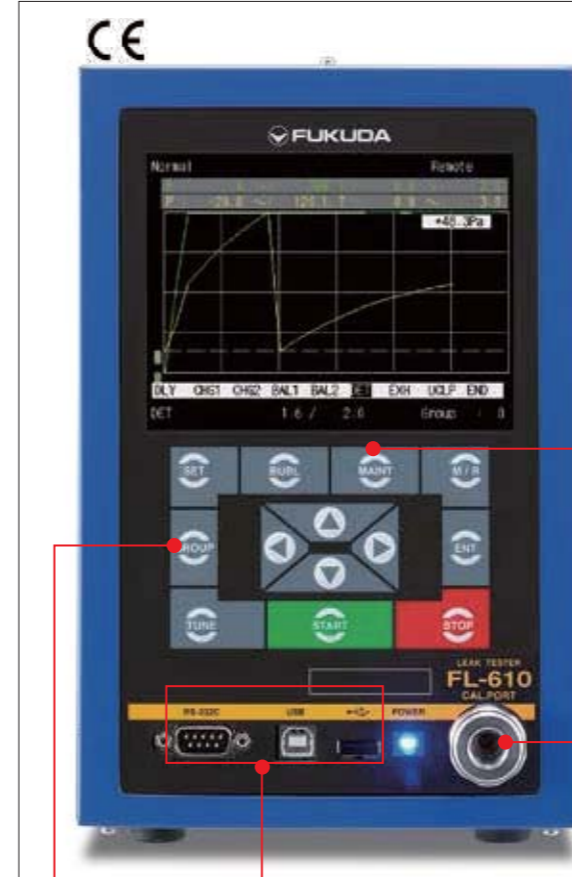 CE
FUKUDA
Normal Remote
+46.3Pa
DLY CHG1 CHG2 BAL1 BAL2 DET EXH UCLP END
DET 1.6 / 2.0 Group : 0
SET BUBL MAINT M/R
GROUP ENT
TUNE START STOP
LEAK TESTER
FL-610
CAL.PORT
RS-232C USB POWER